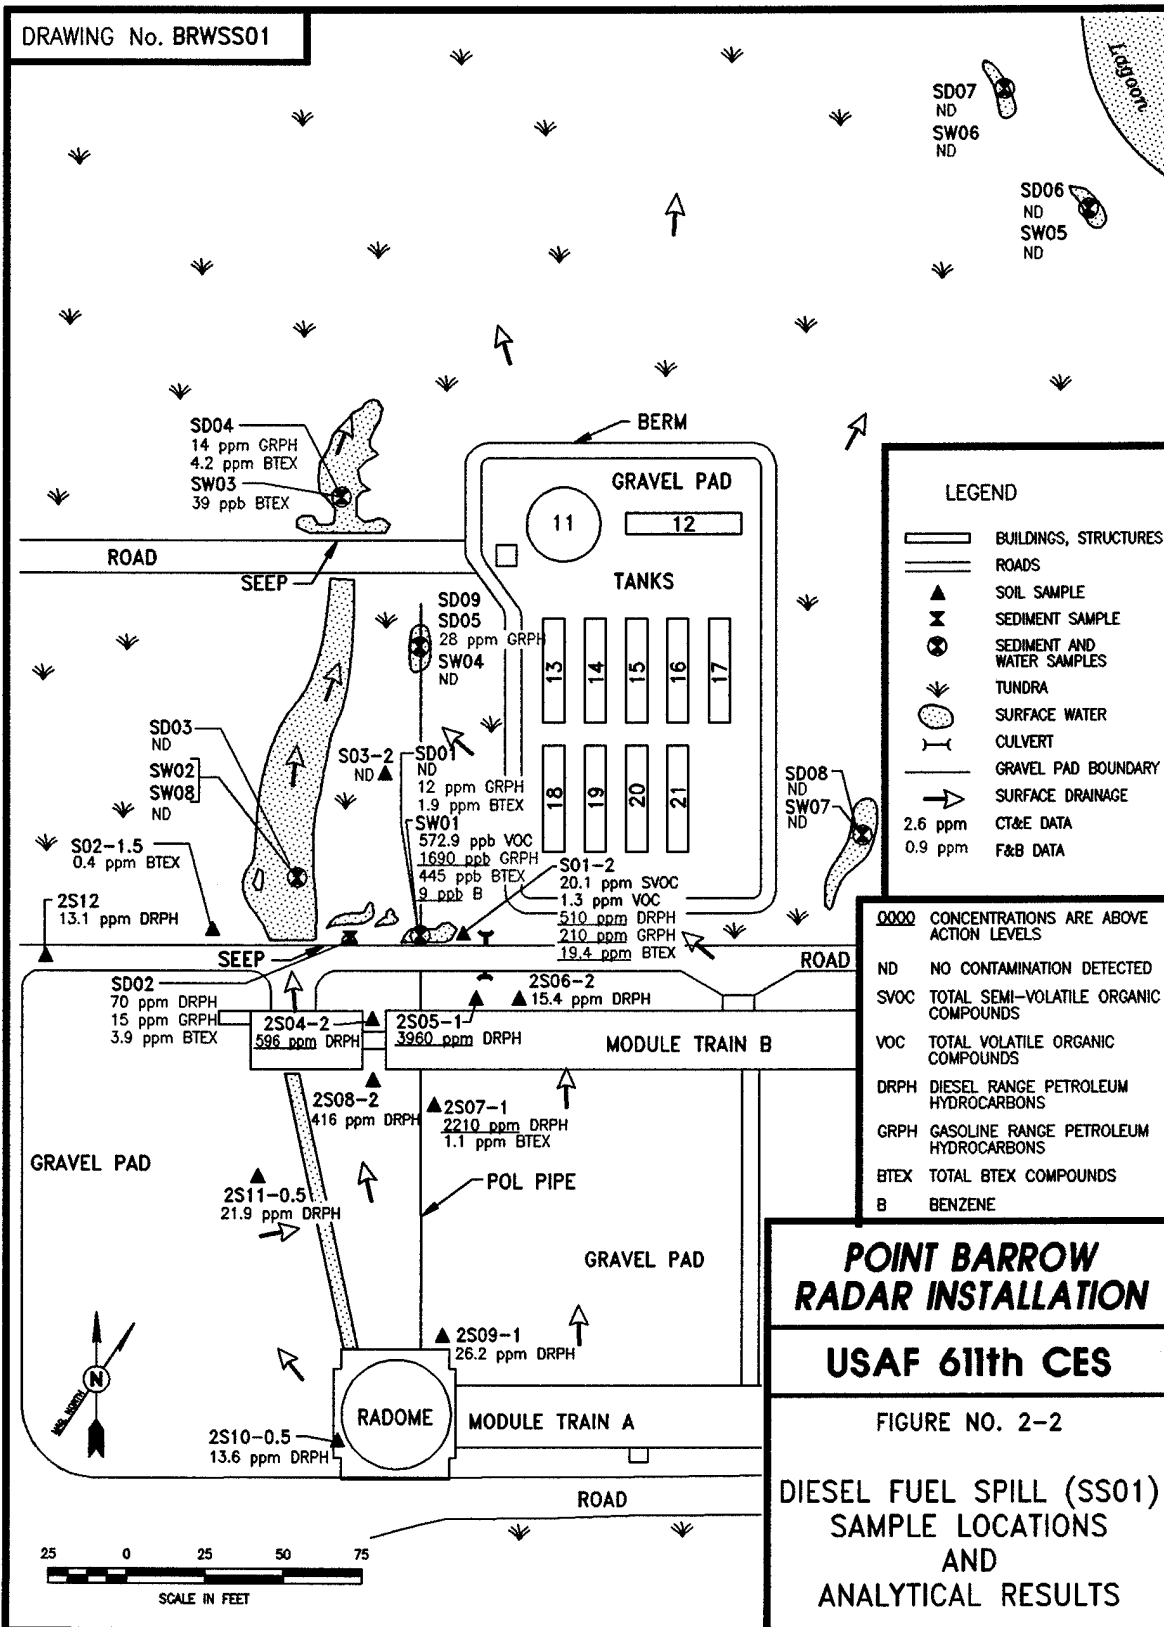 DRAWING No. BRWSS01
Lagoon
SD07
ND
SW06
ND
SD06
ND
SW05
ND
SD04
14 ppm GRPH
4.2 ppm BTEX
SW03
39 ppb BTEX
BERM
GRAVEL PAD
11
12
TANKS
ROAD
SEEP
SD09
SD05
28 ppm GRPH
SW04
ND
13
14
15
16
17
18
19
20
21
SD03
ND
SW02
SW08
ND
S03-2
ND
SD01
ND
12 ppm GRPH
1.9 ppm BTEX
SW01
572.9 ppb VOC
1690 ppb GRPH
445 ppb BTEX
9 ppb B
S02-1.5
0.4 ppm BTEX
2S12
13.1 ppm DRPH
S01-2
20.1 ppm SVOC
1.3 ppm VOC
510 ppm DRPH
210 ppm GRPH
19.4 ppm BTEX
SD08
ND
SW07
ND
SEEP
ROAD
SD02
70 ppm DRPH
15 ppm GRPH
3.9 ppm BTEX
2S04-2
596 ppm DRPH
2S05-1
3960 ppm DRPH
2S06-2
15.4 ppm DRPH
MODULE TRAIN B
2S08-2
416 ppm DRPH
2S07-1
2210 ppm DRPH
1.1 ppm BTEX
GRAVEL PAD
2S11-0.5
21.9 ppm DRPH
POL PIPE
GRAVEL PAD
2S09-1
26.2 ppm DRPH
RADOME
MODULE TRAIN A
2S10-0.5
13.6 ppm DRPH
ROAD
N
MAG. NORTH
25 0 25 50 75
SCALE IN FEET
LEGEND
BUILDINGS, STRUCTURES
ROADS
SOIL SAMPLE
SEDIMENT SAMPLE
SEDIMENT AND
WATER SAMPLES
TUNDRA
SURFACE WATER
CULVERT
GRAVEL PAD BOUNDARY
SURFACE DRAINAGE
2.6 ppm CT&E DATA
0.9 ppm F&B DATA
0000 CONCENTRATIONS ARE ABOVE
ACTION LEVELS
ND NO CONTAMINATION DETECTED
SVOC TOTAL SEMI-VOLATILE ORGANIC
COMPOUNDS
VOC TOTAL VOLATILE ORGANIC
COMPOUNDS
DRPH DIESEL RANGE PETROLEUM
HYDROCARBONS
GRPH GASOLINE RANGE PETROLEUM
HYDROCARBONS
BTEX TOTAL BTEX COMPOUNDS
B BENZENE
POINT BARROW
RADAR INSTALLATION
USAF 611th CES
FIGURE NO. 2-2
DIESEL FUEL SPILL (SS01)
SAMPLE LOCATIONS
AND
ANALYTICAL RESULTS